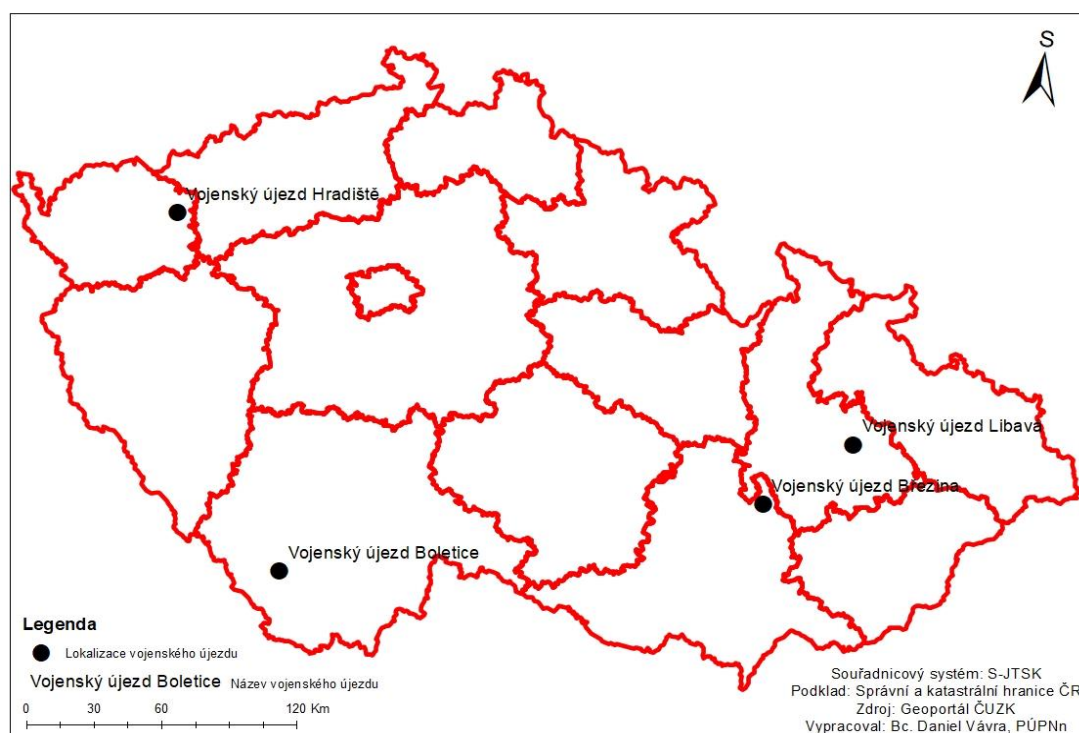 S
Vojenský újezd Hradiště
Vojenský újezd Libavá
Vojenský újezd Březina
Vojenský újezd Boletice
Legenda
Lokalizace vojenského újezdu
Vojenský újezd Boletice Název vojenského újezdu
0 30 60 120 Km
Souřadnicový systém: S-JTSK
Podklad: Správní a katastrální hranice ČR
Zdroj: Geoportál ČUZK
Vypracoval: Bc. Daniel Vávra, PÚPNn